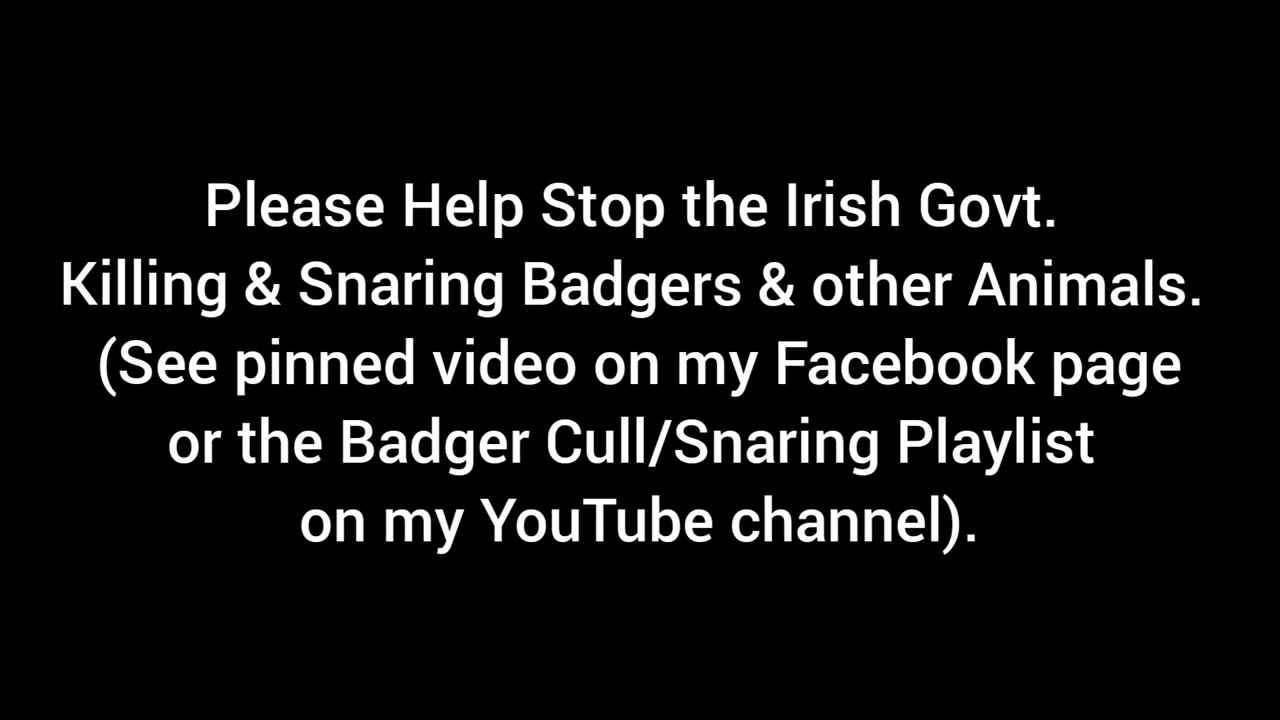 Please Help Stop the Irish Govt.
Killing & Snaring Badgers & other Animals.
(See pinned video on my Facebook page
or the Badger Cull/Snaring Playlist
on my YouTube channel).